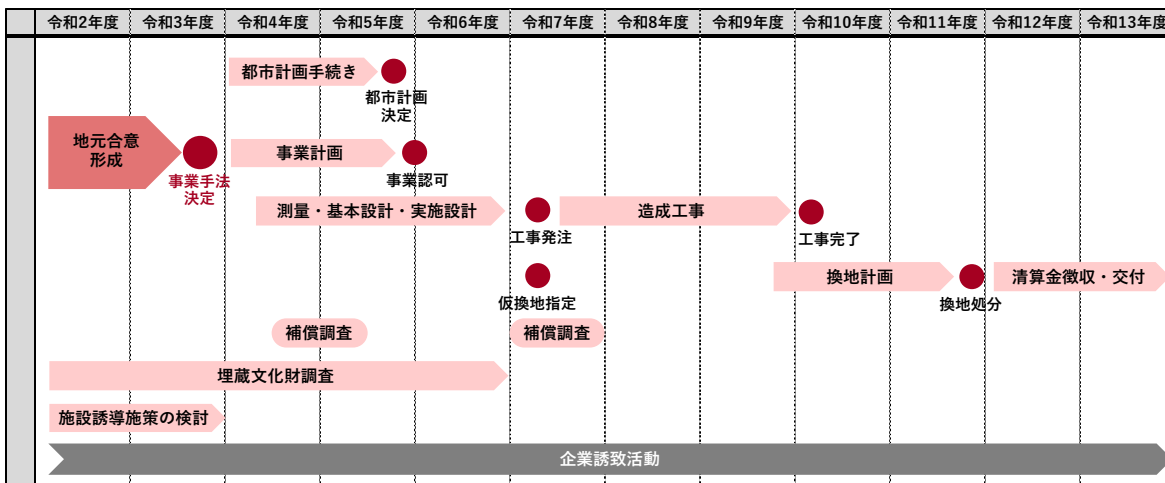 令和2年度 令和3年度 令和4年度 令和5年度 令和6年度 令和7年度 令和8年度 令和9年度 令和10年度 令和11年度 令和12年度 令和13年度
都市計画手続き
都市計画
決定
地元合意
形成
事業手法
決定
事業計画
事業認可
測量・基本設計・実施設計
工事発注
造成工事
工事完了
仮換地指定
換地計画
換地処分
清算金徴収・交付
補償調査
補償調査
埋蔵文化財調査
施設誘導施策の検討
企業誘致活動